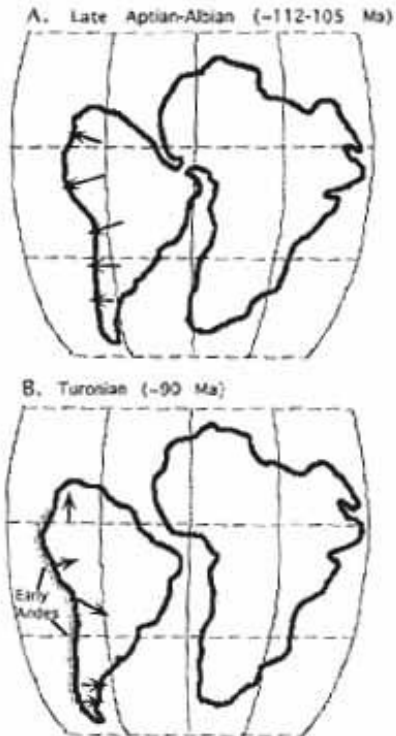 A. Late Aptian-Albian (~112-105 Ma)
B. Turonian (~90 Ma)
Early
Andes